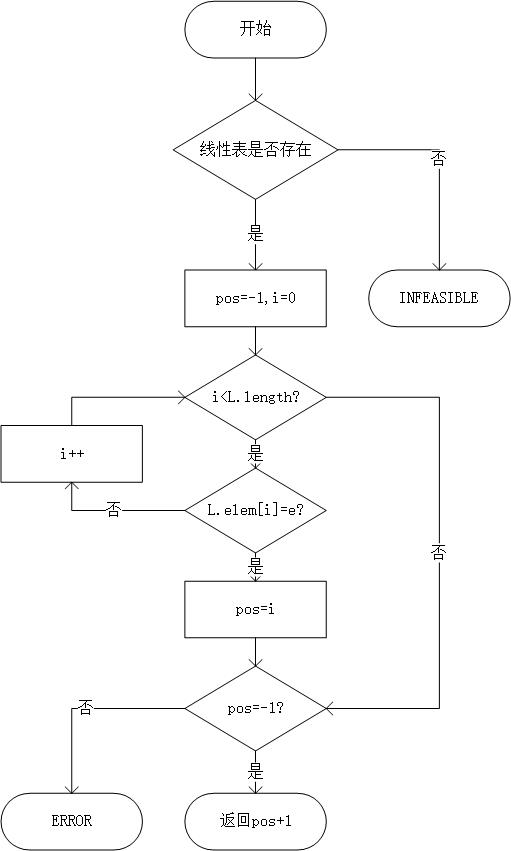 开始
线性表是否存在
否
是
pos=-1,i=0
INFEASIBLE
i<L.length?
i++
是
否
L.elem[i]=e?
否
是
pos=i
pos=-1?
否
是
ERROR
返回pos+1